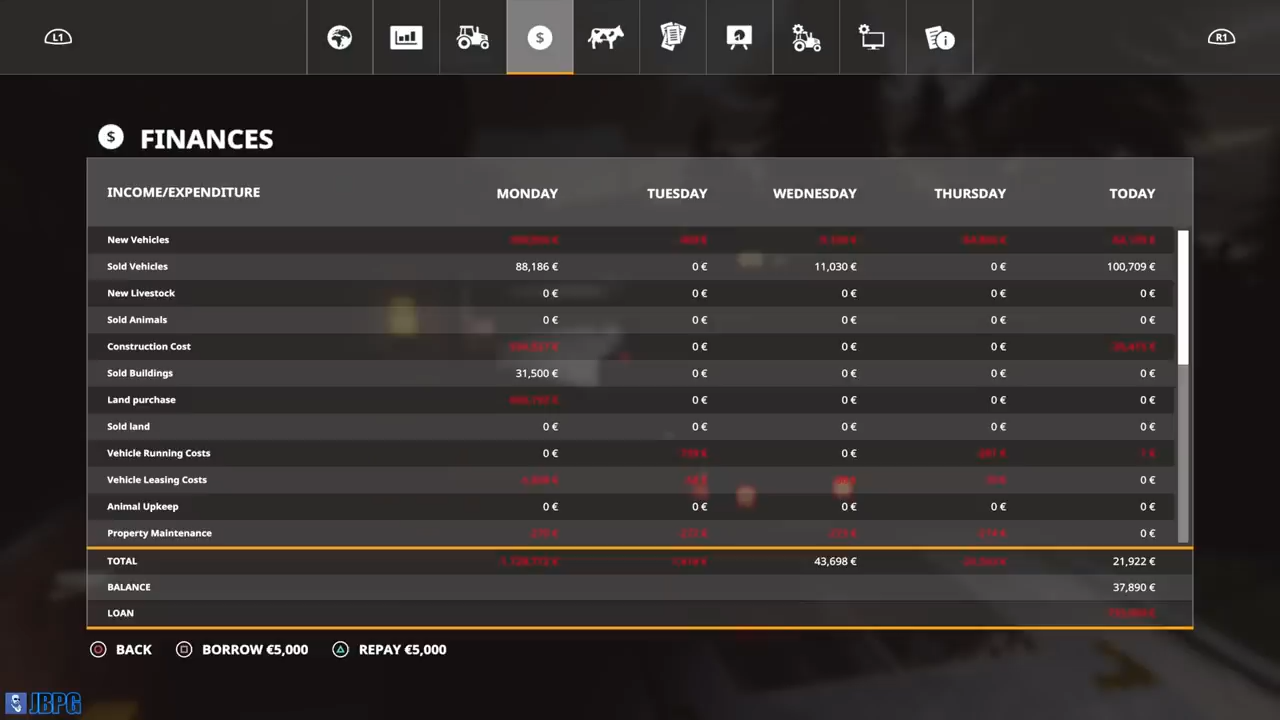 L1
R1
$ FINANCES
INCOME/EXPENDITURE MONDAY TUESDAY WEDNESDAY THURSDAY TODAY
New Vehicles
Sold Vehicles 88,186 € 0 € 11,030 € 0 € 100,709 €
New Livestock 0 € 0 € 0 € 0 € 0 €
Sold Animals 0 € 0 € 0 € 0 € 0 €
Construction Cost 0 € 0 € 0 €
Sold Buildings 31,500 € 0 € 0 € 0 € 0 €
Land purchase 0 € 0 € 0 € 0 €
Sold land 0 € 0 € 0 € 0 € 0 €
Vehicle Running Costs 0 € 0 €
Vehicle Leasing Costs 0 €
Animal Upkeep 0 € 0 € 0 € 0 € 0 €
Property Maintenance 0 €
TOTAL 43,698 € 21,922 €
BALANCE 37,890 €
LOAN
BACK BORROW €5,000 REPAY €5,000
JBPG